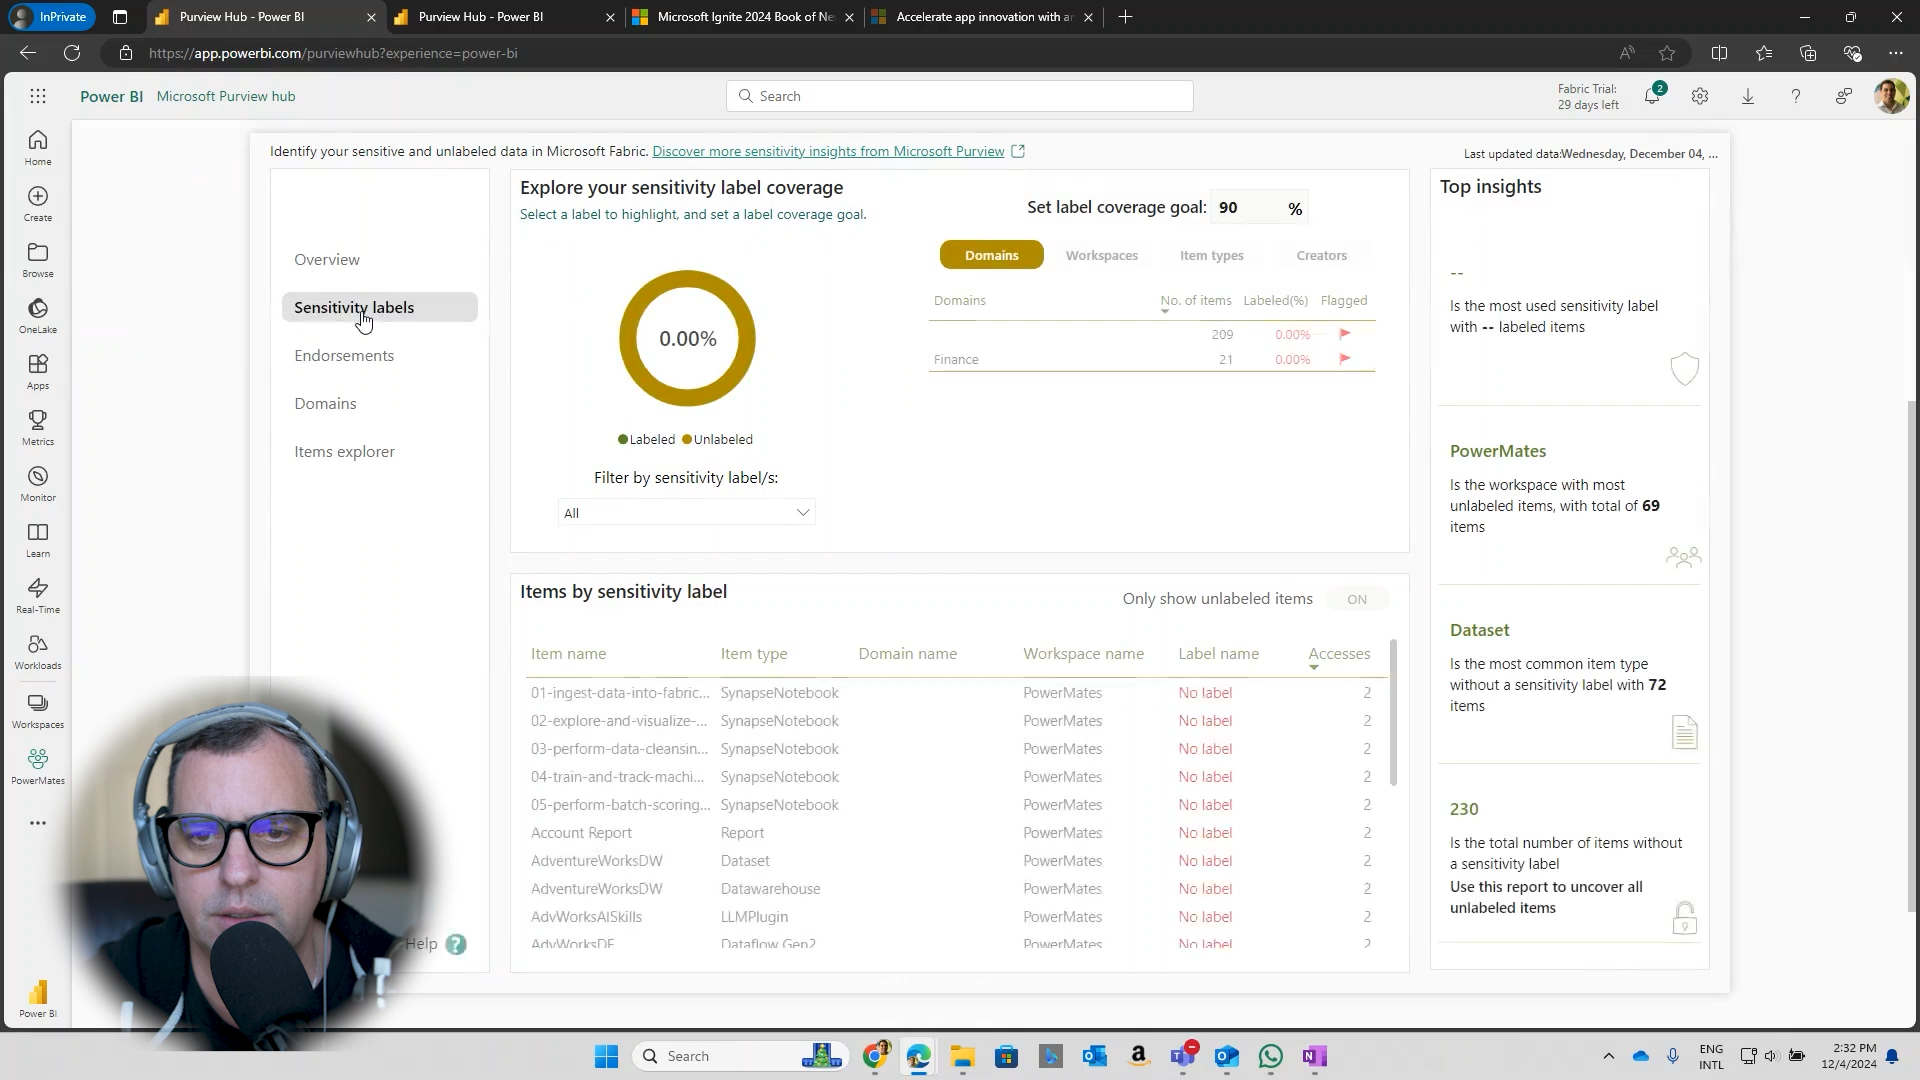 InPrivate
Purview Hub - Power BI
Purview Hub - Power BI
Microsoft Ignite 2024 Book of Ne
Accelerate app innovation with a
https://app.powerbi.com/purviewhub?experience=power-bi
Power BI Microsoft Purview hub
Search
Fabric Trial:
29 days left
2
Home
Create
Browse
OneLake
Apps
Metrics
Monitor
Learn
Real-Time
Workloads
Workspaces
PowerMates
Power BI
Identify your sensitive and unlabeled data in Microsoft Fabric. Discover more sensitivity insights from Microsoft Purview
Last updated data:Wednesday, December 04, ...
Overview
Sensitivity labels
Endorsements
Domains
Items explorer
Help ?
Explore your sensitivity label coverage
Select a label to highlight, and set a label coverage goal.
Set label coverage goal: 90 %
0.00%
Labeled Unlabeled
Filter by sensitivity label/s:
All
Domains Workspaces Item types Creators
Domains No. of items Labeled(%) Flagged
209 0.00%
Finance 21 0.00%
Items by sensitivity label
Only show unlabeled items ON
Item name Item type Domain name Workspace name Label name Accesses
01-ingest-data-into-fabric... SynapseNotebook PowerMates No label 2
02-explore-and-visualize-... SynapseNotebook PowerMates No label 2
03-perform-data-cleansin... SynapseNotebook PowerMates No label 2
04-train-and-track-machi... SynapseNotebook PowerMates No label 2
05-perform-batch-scoring... SynapseNotebook PowerMates No label 2
Account Report Report PowerMates No label 2
AdventureWorksDW Dataset PowerMates No label 2
AdventureWorksDW Datawarehouse PowerMates No label 2
AdvWorksAISkills LLMPlugin PowerMates No label 2
AdvWorksDF Dataflow Gen2 PowerMates No label 2
Top insights
--
Is the most used sensitivity label
with -- labeled items
PowerMates
Is the workspace with most
unlabeled items, with total of 69
items
Dataset
Is the most common item type
without a sensitivity label with 72
items
230
Is the total number of items without
a sensitivity label
Use this report to uncover all
unlabeled items
Search
ENG
INTL
2:32 PM
12/4/2024